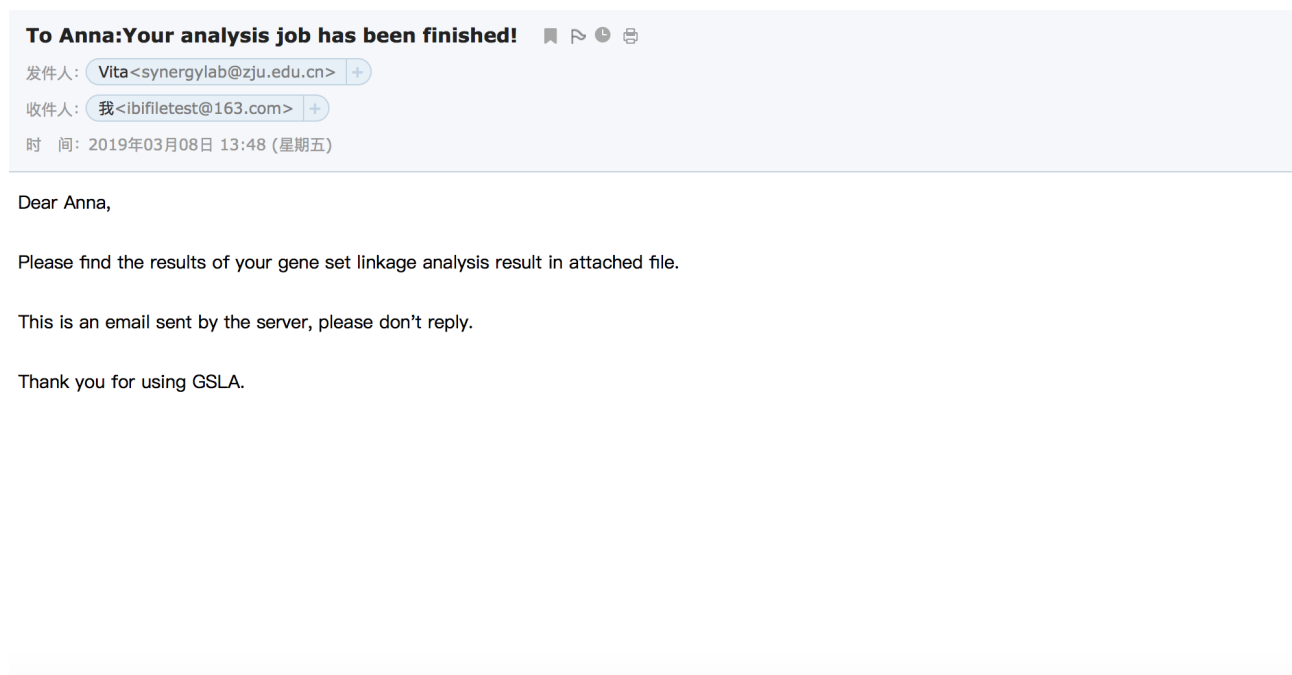 To Anna:Your analysis job has been finished!
发件人： Vita<synergylab@zju.edu.cn> +
收件人： 我<ibifiletest@163.com> +
时 间： 2019年03月08日 13:48 (星期五)
Dear Anna,
Please find the results of your gene set linkage analysis result in attached file.
This is an email sent by the server, please don’t reply.
Thank you for using GSLA.